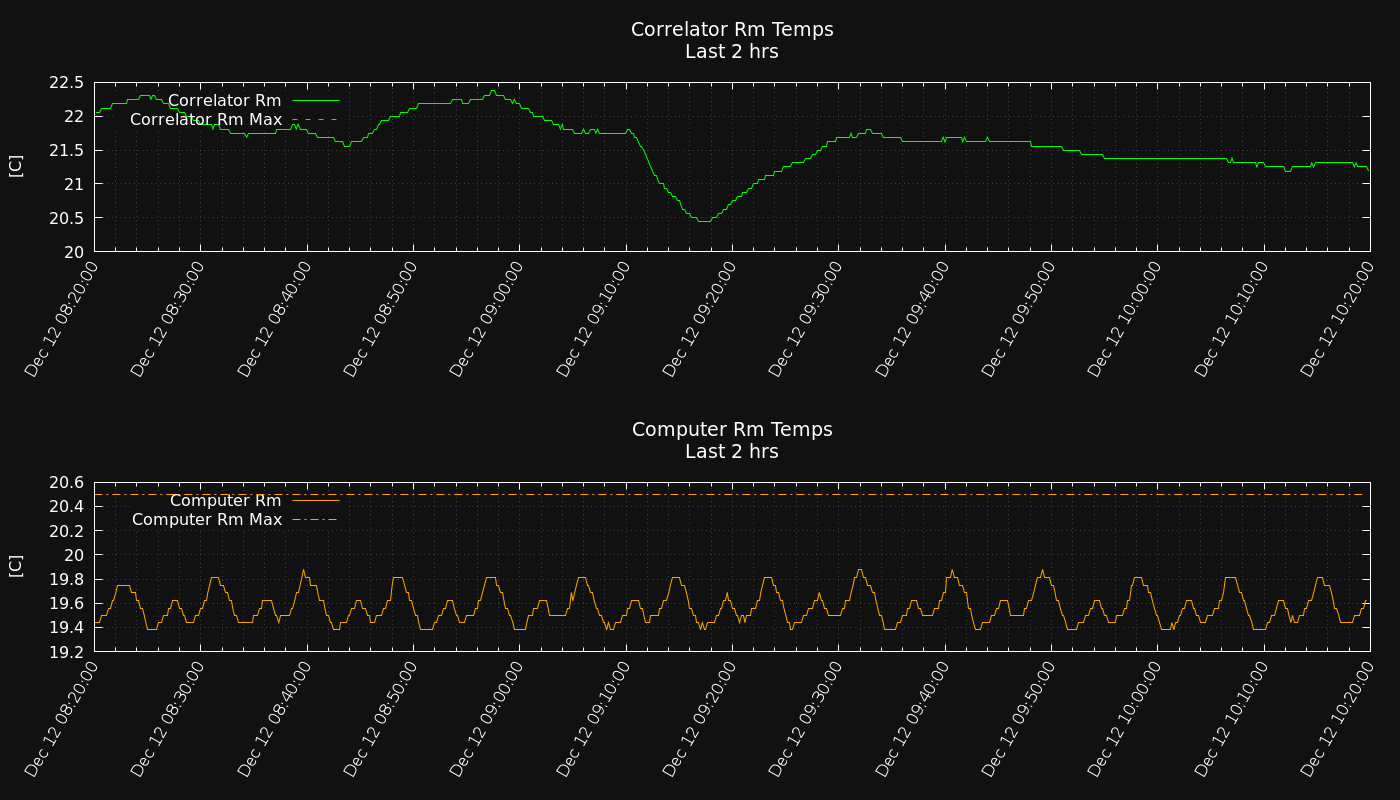 Correlator Rm Temps
Last 2 hrs
22.5
22
21.5
21
20.5
20
[C]
Correlator Rm
Correlator Rm Max
Dec 12 08:20:00
Dec 12 08:30:00
Dec 12 08:40:00
Dec 12 08:50:00
Dec 12 09:00:00
Dec 12 09:10:00
Dec 12 09:20:00
Dec 12 09:30:00
Dec 12 09:40:00
Dec 12 09:50:00
Dec 12 10:00:00
Dec 12 10:10:00
Dec 12 10:20:00
Computer Rm Temps
Last 2 hrs
20.6
20.4
20.2
20
19.8
19.6
19.4
19.2
[C]
Computer Rm
Computer Rm Max
Dec 12 08:20:00
Dec 12 08:30:00
Dec 12 08:40:00
Dec 12 08:50:00
Dec 12 09:00:00
Dec 12 09:10:00
Dec 12 09:20:00
Dec 12 09:30:00
Dec 12 09:40:00
Dec 12 09:50:00
Dec 12 10:00:00
Dec 12 10:10:00
Dec 12 10:20:00